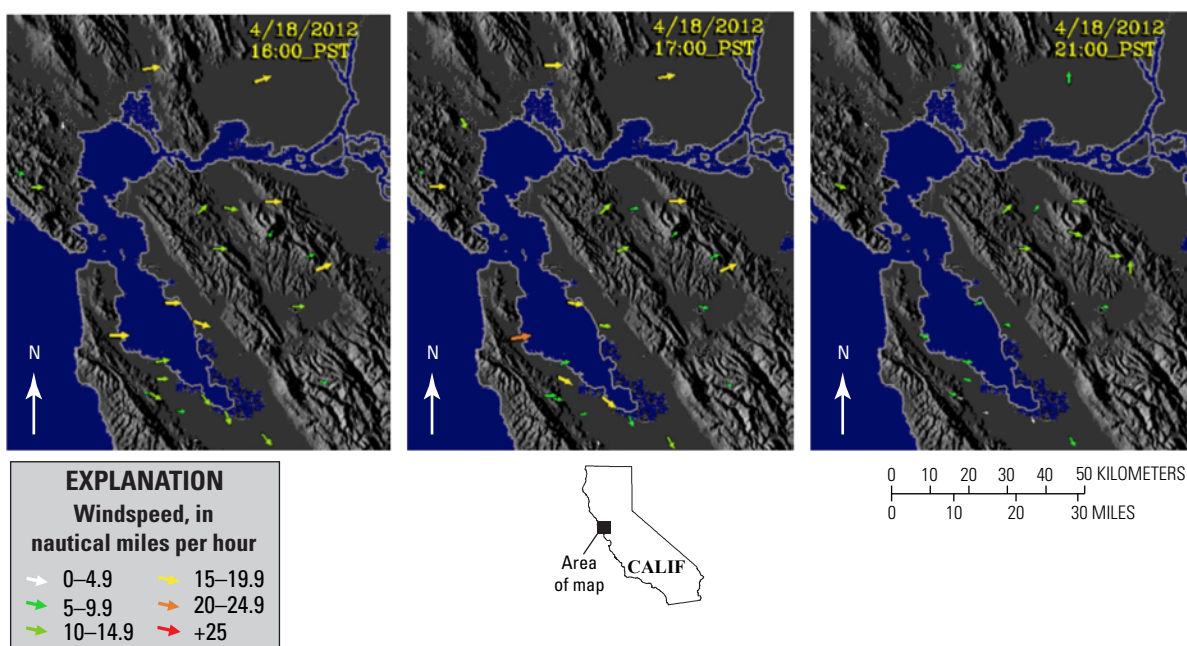 4/18/2012
16:00_PST
N
4/18/2012
17:00_PST
N
4/18/2012
21:00_PST
N
EXPLANATION
Windspeed, in
nautical miles per hour
0–4.9
15–19.9
5–9.9
20–24.9
10–14.9
+25
Area
of map
CALIF
0 10 20 30 40 50 KILOMETERS
0 10 20 30 MILES